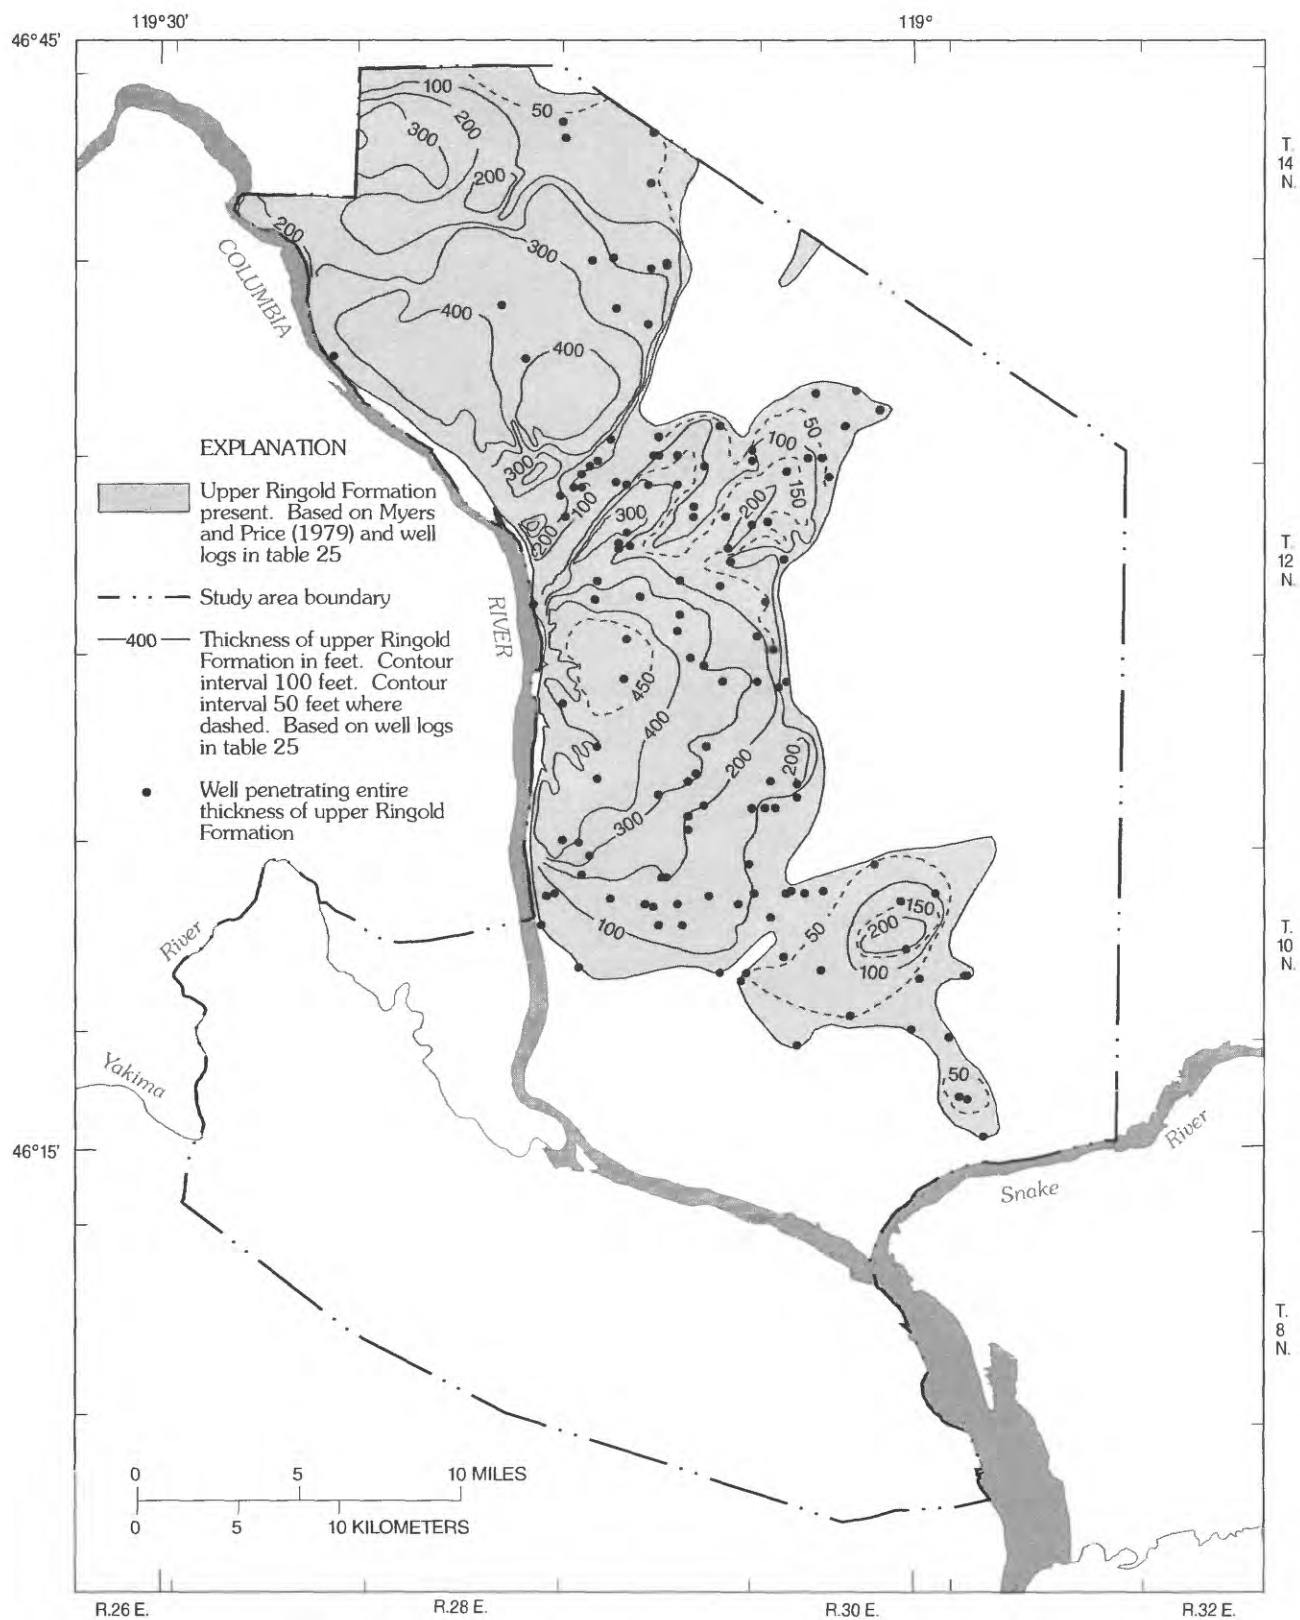 119°30'
119°
46°45'
100
50
200
300
T.
14
N.
200
200
COLUMBIA
300
400
400
EXPLANATION
Upper Ringold Formation
present. Based on Myers
and Price (1979) and well
logs in table 25
Study area boundary
400
Thickness of upper Ringold
Formation in feet. Contour
interval 100 feet. Contour
interval 50 feet where
dashed. Based on well logs
in table 25
Well penetrating entire
thickness of upper Ringold
Formation
50
100
150
300
200
100
300
200
T.
12
N.
RIVER
450
400
200
200
300
100
50
150
200
100
T.
10
N.
River
Yakima
50
46°15'
River
Snake
T.
8
N.
0 5 10 MILES
0 5 10 KILOMETERS
R.26 E. R.28 E. R.30 E. R.32 E.